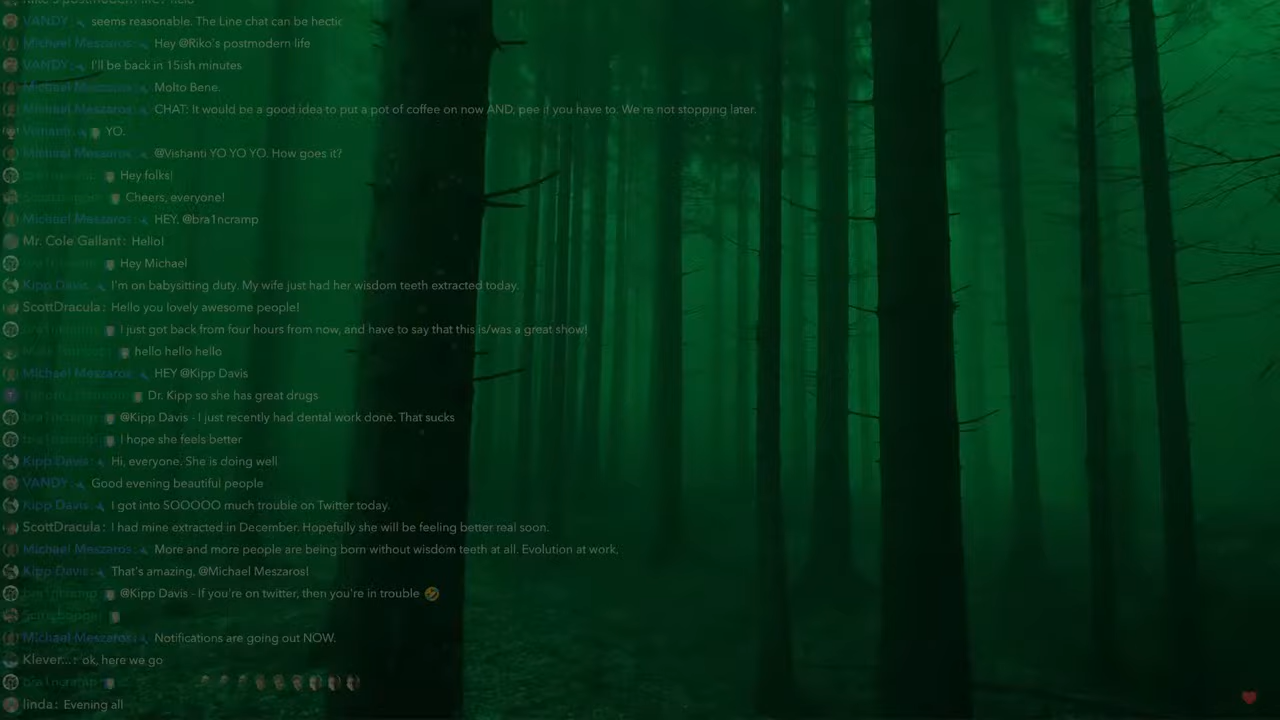 VANDY: seems reasonable. The Line chat can be hectic
Michael Meszaros: Hey @Riko's postmodern life
VANDY: I'll be back in 15ish minutes
Michael Meszaros: Molto Bene.
Michael Meszaros: CHAT: It would be a good idea to put a pot of coffee on now AND, pee if you have to. We're not stopping later.
Vishanti: YO.
Michael Meszaros: @Vishanti YO YO YO. How goes it?
Hey folks!
Cheers, everyone!
Michael Meszaros: HEY, @bra1ncramp
Mr. Cole Gallant: Hello!
bra1ncramp: Hey Michael
Kipp Davis: I'm on babysitting duty. My wife just had her wisdom teeth extracted today.
ScottDracula: Hello you lovely awesome people!
bra1ncramp: I just got back from four hours from now, and have to say that this is/was a great show!
hello hello hello
Michael Meszaros: HEY @Kipp Davis
Dr. Kipp so she has great drugs
bra1ncramp: @Kipp Davis - I just recently had dental work done. That sucks
bra1ncramp: I hope she feels better
Kipp Davis: Hi, everyone. She is doing well
VANDY: Good evening beautiful people
Kipp Davis: I got into SOOOOO much trouble on Twitter today.
ScottDracula: I had mine extracted in December. Hopefully she will be feeling better real soon.
Michael Meszaros: More and more people are being born without wisdom teeth at all. Evolution at work.
Kipp Davis: That's amazing, @Michael Meszaros!
bra1ncramp: @Kipp Davis - If you're on twitter, then you're in trouble 🤣
Michael Meszaros: Notifications are going out NOW.
Klever...: ok, here we go
bra1ncramp:
linda: Evening all